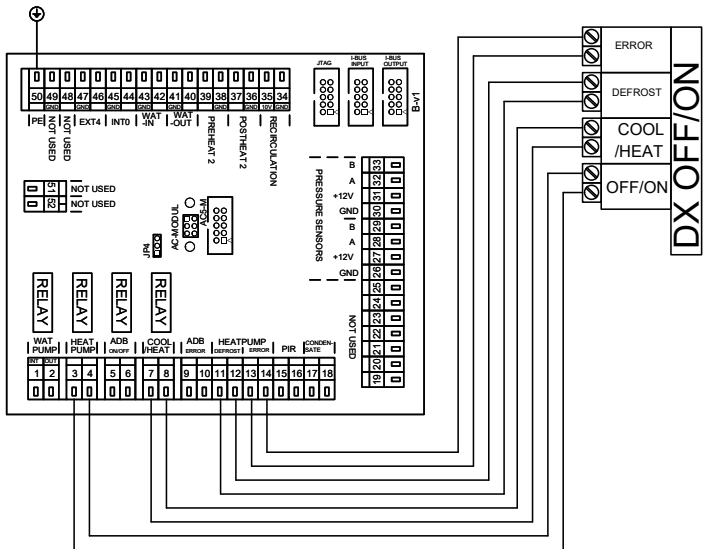 JTAG
I-BUS
INPUT
I-BUS
OUTPUT
B-v1
50 49 48 47 46 45 44 43 42 41 40 39 38 37 36 35 34
GND GND GND GND GND GND GND 10V GND
PE
NOT USED
NOT USED
EXT4
INT0
WAT
-IN
WAT
-OUT
PREHEAT 2
POSTHEAT 2
RECIRCULATION
51 NOT USED
52 NOT USED
JP4
ACM
MODUL
RELAY
RELAY
RELAY
RELAY
PRESSURE SENSORS
B 33
A 32
+12V 31
GND 30
B 29
A 28
+12V 27
GND 26
25
24
23
22
21
20
19
NOT USED
WAT
PUMP
HEAT
PUMP
ADB
ON/OFF
COOL
/HEAT
ADB
ERROR
HEATPUMP
DEFROST ERROR
PIR
CONDEN-
SATE
INT OUT
1 2 3 4 5 6 7 8 9 10 11 12 13 14 15 16 17 18
ERROR
DEFROST
COOL
/HEAT
OFF/ON
DX OFF/ON